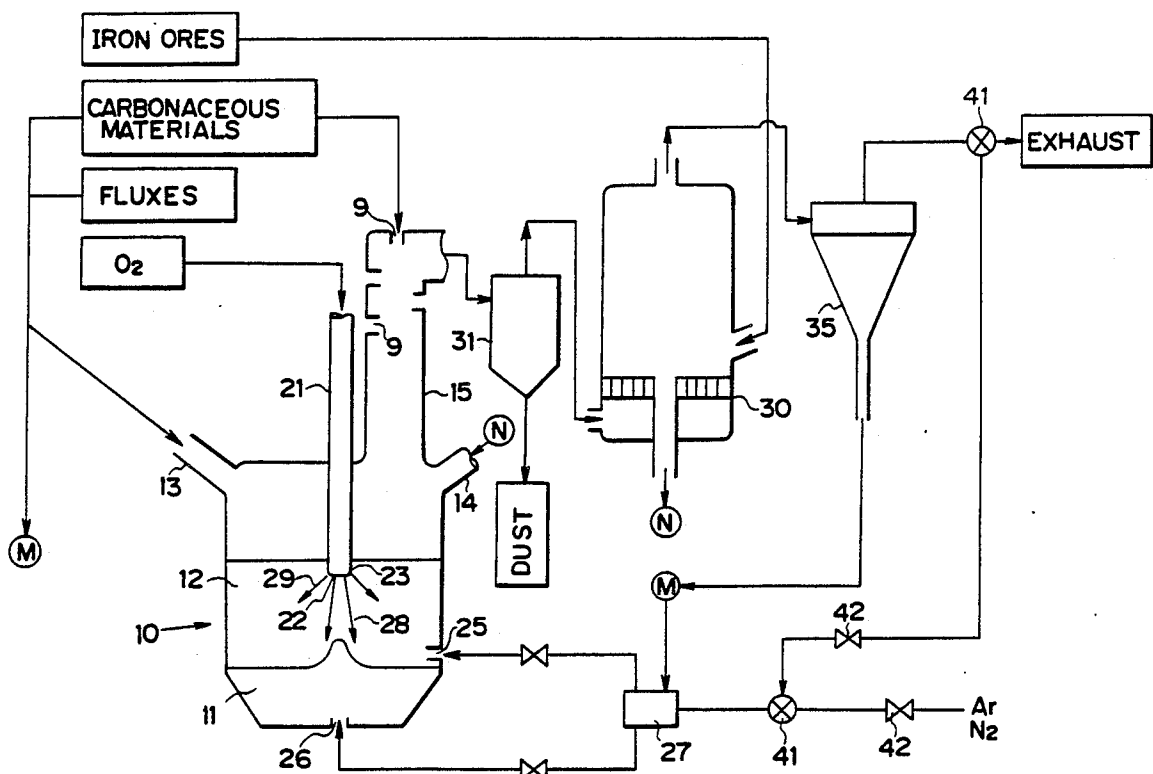 IRON ORES
CARBONACEOUS
MATERIALS
FLUXES
O2
41
EXHAUST
9
9
31
35
21
15
30
N
13
14
DUST
N
M
M
12
29
23
22
28
10
25
42
11
26
27
41
42
Ar
N2